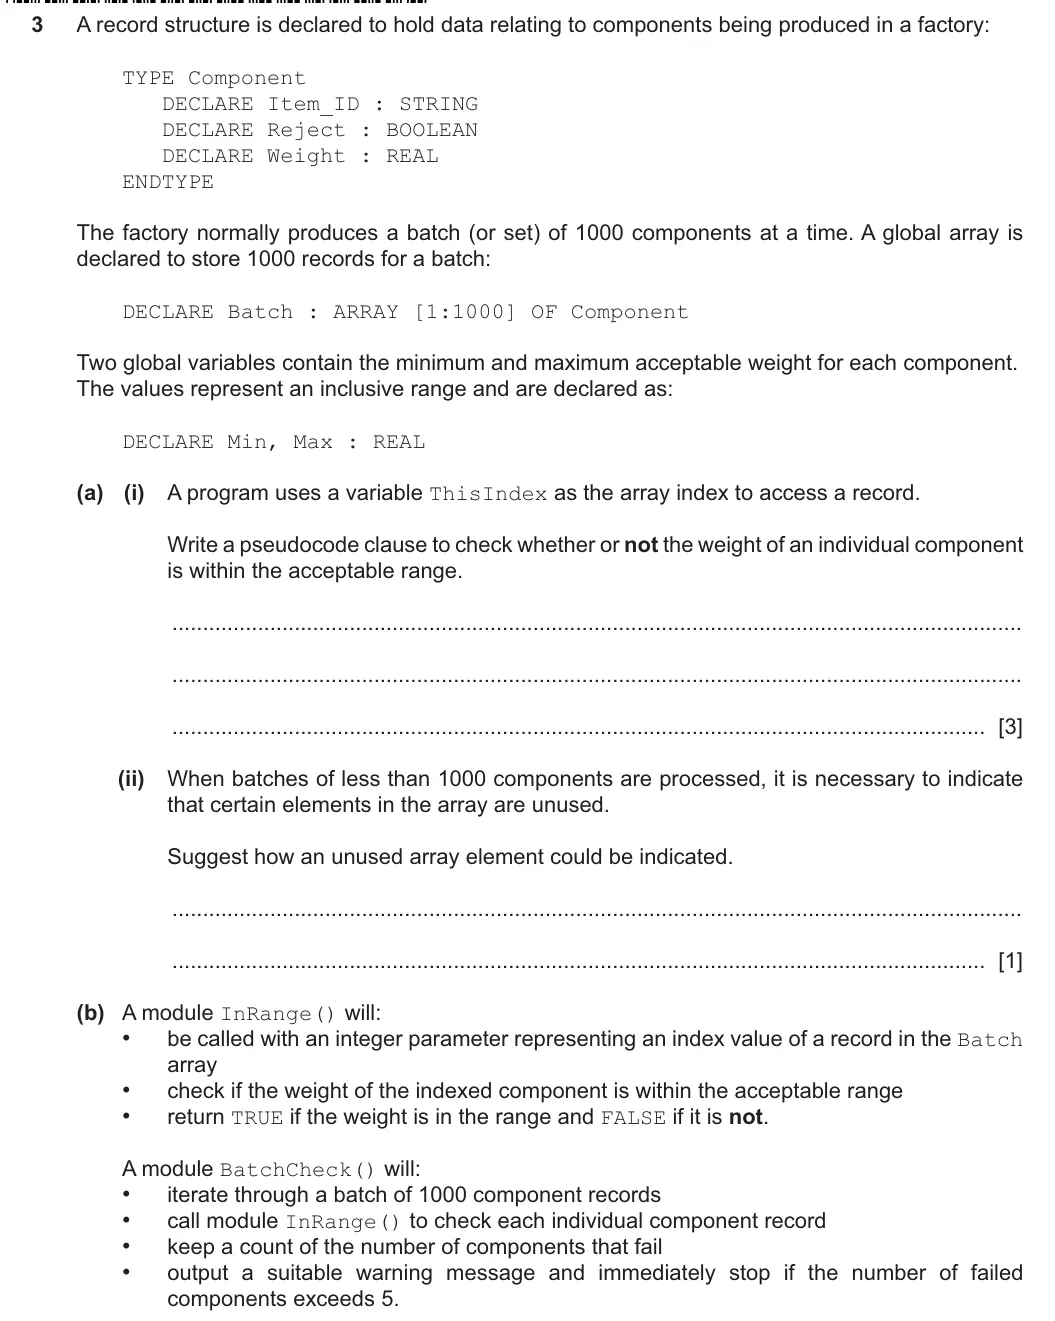 3 A record structure is declared to hold data relating to components being produced in a factory:
TYPE Component
DECLARE Item_ID : STRING
DECLARE Reject : BOOLEAN
DECLARE Weight : REAL
ENDTYPE
The factory normally produces a batch (or set) of 1000 components at a time. A global array is
declared to store 1000 records for a batch:
DECLARE Batch : ARRAY [1:1000] OF Component
Two global variables contain the minimum and maximum acceptable weight for each component.
The values represent an inclusive range and are declared as:
DECLARE Min, Max : REAL
(a) (i) A program uses a variable ThisIndex as the array index to access a record.
Write a pseudocode clause to check whether or not the weight of an individual component
is within the acceptable range.
...................................................................................................................................
...................................................................................................................................
............................................................................................................................. [3]
(ii) When batches of less than 1000 components are processed, it is necessary to indicate
that certain elements in the array are unused.
Suggest how an unused array element could be indicated.
...................................................................................................................................
............................................................................................................................. [1]
(b) A module InRange() will:
• be called with an integer parameter representing an index value of a record in the Batch
array
• check if the weight of the indexed component is within the acceptable range
• return TRUE if the weight is in the range and FALSE if it is not.
A module BatchCheck() will:
• iterate through a batch of 1000 component records
• call module InRange() to check each individual component record
• keep a count of the number of components that fail
• output a suitable warning message and immediately stop if the number of failed
components exceeds 5.